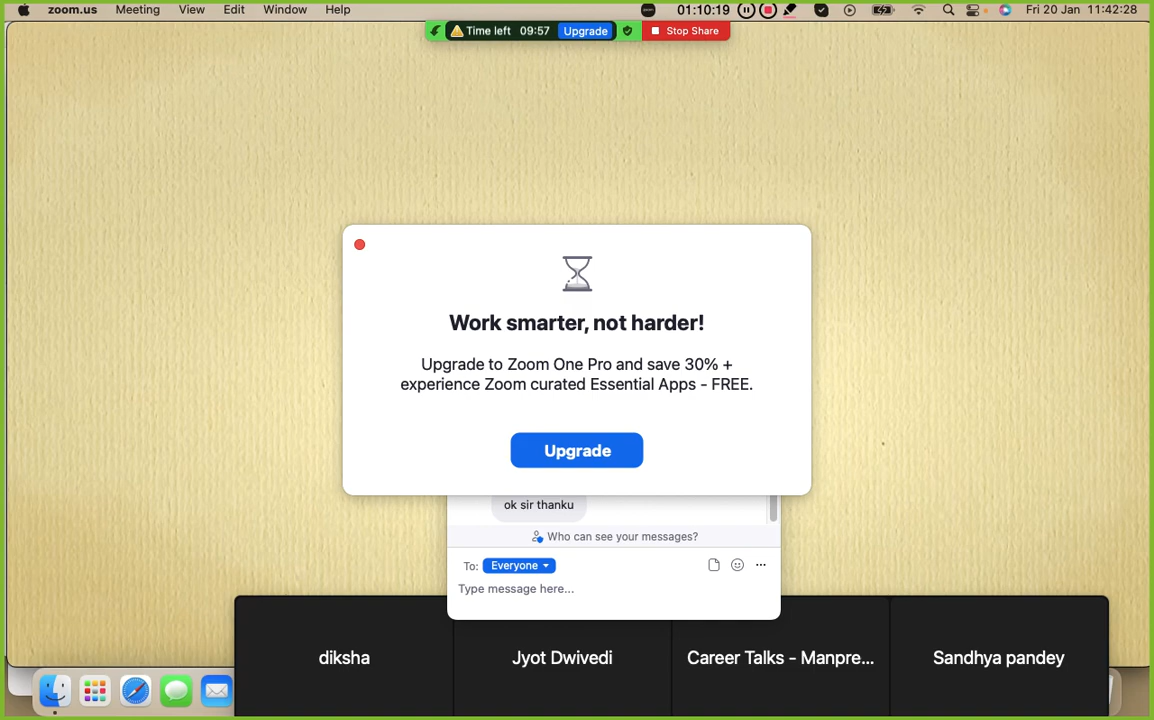 zoom.us Meeting View Edit Window Help 01:10:19 Fri 20 Jan 11:42:28
Time left 09:57 Upgrade Stop Share
Work smarter, not harder!
Upgrade to Zoom One Pro and save 30% +
experience Zoom curated Essential Apps - FREE.
Upgrade
ok sir thanku
Who can see your messages?
To: Everyone
Type message here...
diksha Jyot Dwivedi Career Talks - Manpre... Sandhya pandey